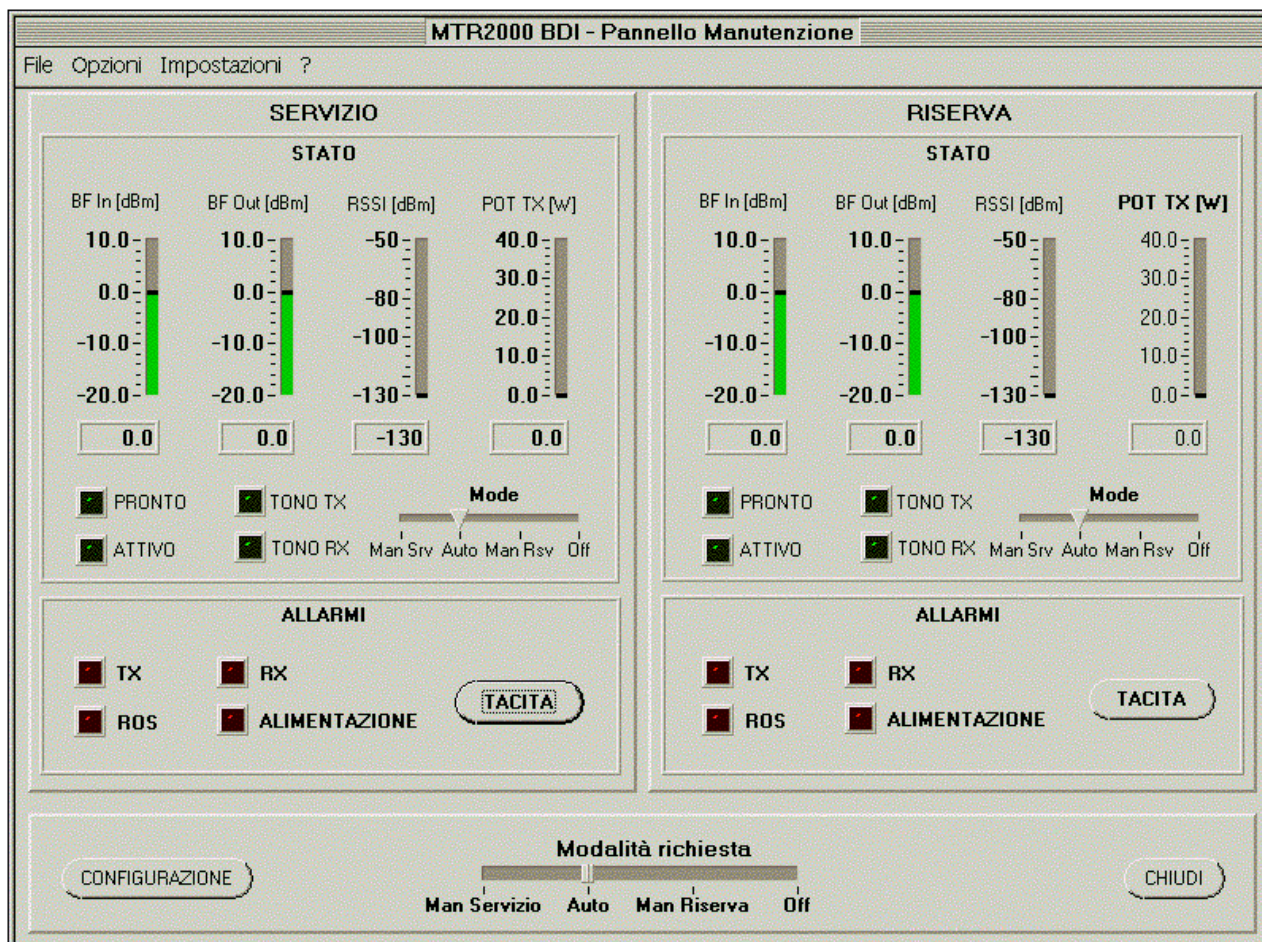 MTR2000 BDI - Pannello Manutenzione
File Opzioni Impostazioni ?
SERVIZIO
STATO
BF In [dBm] BF Out [dBm] RSSI [dBm] POT TX [W]
10.0 10.0 -50 40.0
30.0
0.0 0.0 -80
20.0
-10.0 -10.0 -100
10.0
-20.0 -20.0 -130 0.0
0.0 0.0 -130 0.0
PRONTO TONO TX Mode
ATTIVO TONO RX Man Srv Auto Man Rsv Off
ALLARMI
TX RX
TACITA
ROS ALIMENTAZIONE
RISERVA
STATO
BF In [dBm] BF Out [dBm] RSSI [dBm] POT TX [W]
10.0 10.0 -50 40.0
30.0
0.0 0.0 -80
20.0
-10.0 -10.0 -100
10.0
-20.0 -20.0 -130 0.0
0.0 0.0 -130 0.0
PRONTO TONO TX Mode
ATTIVO TONO RX Man Srv Auto Man Rsv Off
ALLARMI
TX RX
TACITA
ROS ALIMENTAZIONE
Modalità richiesta
CONFIGURAZIONE CHIUDI
Man Servizio Auto Man Riserva Off